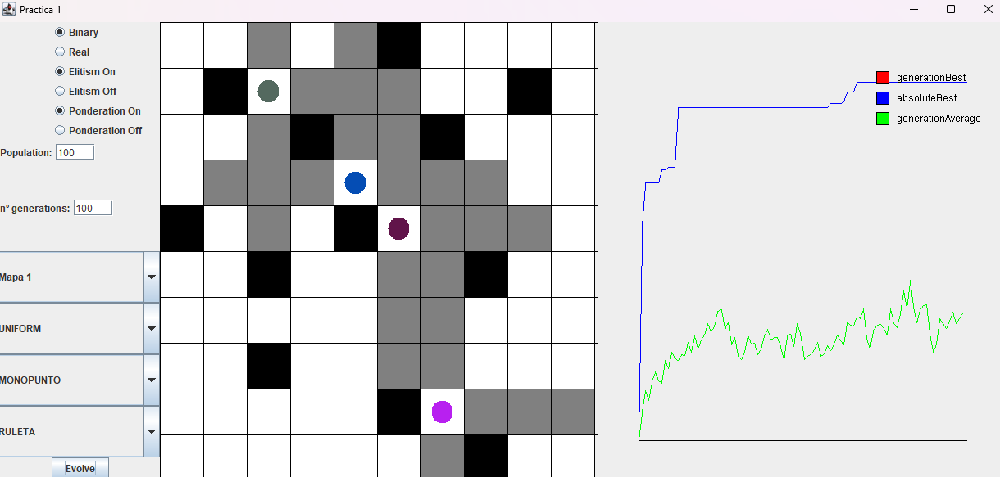 Practica 1
Binary
Real
Elitism On
Elitism Off
Ponderation On
Ponderation Off
Population: 100
nº generations: 100
Mapa 1
UNIFORM
MONOPUNTO
RULETA
Evolve
generationBest
absoluteBest
generationAverage